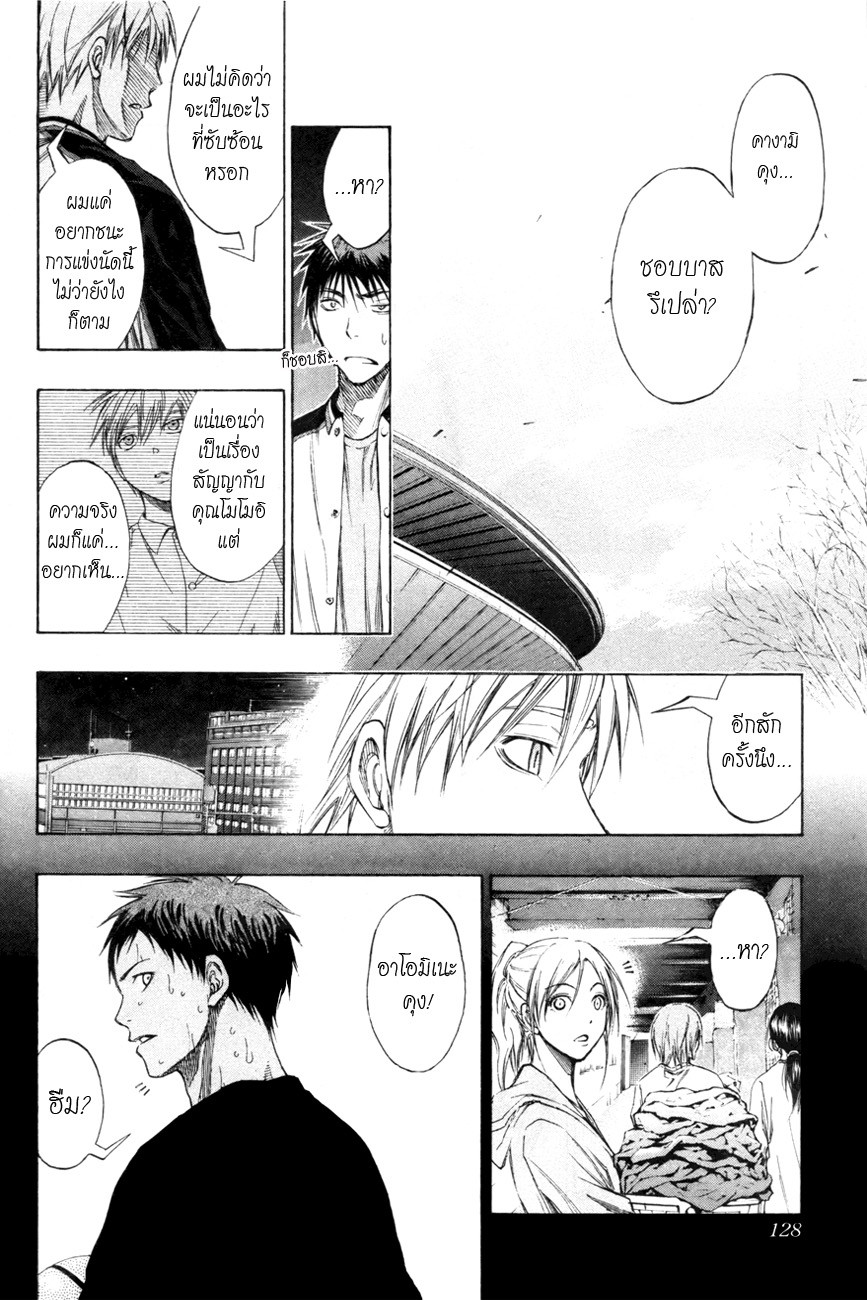 คางามิ
คุง...
ชอบบาส
รึเปล่า?
...หา?
ก็ชอบสิ...
ผมไม่คิดว่า
จะเป็นอะไร
ที่ซับซ้อน
หรอก
ผมแค่
อยากชนะ
การแข่งนัดนี้
ไม่ว่ายังไง
ก็ตาม
แน่นอนว่า
เป็นเรื่อง
สัญญากับ
คุณโมโมอิ
แต่
ความจริง
ผมก็แค่...
อยากเห็น...
อีกสัก
ครั้งนึง...
...หา?
อาโอมิเนะ
คุง!
ฮืม?
128